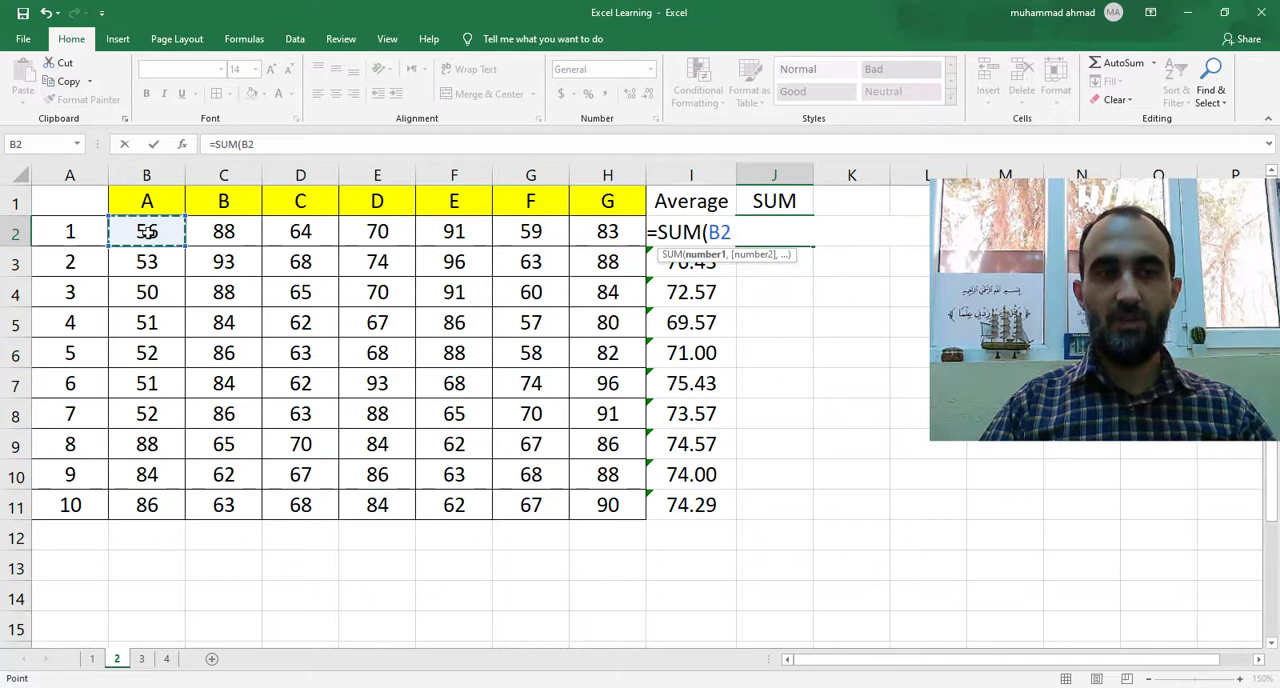 Excel Learning - Excel
muhammad ahmad
MA
File Home Insert Page Layout Formulas Data Review View Help Tell me what you want to do
Share
Paste
Cut
Copy
Format Painter
Clipboard
14
A A
B I U
A
Font
Wrap Text
Merge & Center
Alignment
General
$ % ,
Number
Conditional Formatting
Format as Table
Normal Bad
Good Neutral
Styles
Insert Delete Format
Cells
AutoSum
Fill
Clear
Sort & Filter
Find & Select
Editing
B2
fx
=SUM(B2
A B C D E F G H I J K L M N O P
1 A B C D E F G Average SUM
2 1 88 64 70 91 59 83 =SUM(B2
SUM(number1, [number2], ...)
3 2 53 93 68 74 96 63 88 76.43
4 3 50 88 65 70 91 60 84 72.57
5 4 51 84 62 67 86 57 80 69.57
6 5 52 86 63 68 88 58 82 71.00
7 6 51 84 62 93 68 74 96 75.43
8 7 52 86 63 88 65 70 91 73.57
9 8 88 65 70 84 62 67 86 74.57
10 9 84 62 67 86 63 68 88 74.00
11 10 86 63 68 84 62 67 90 74.29
12
13
14
15
1 2 3 4
Point
150%